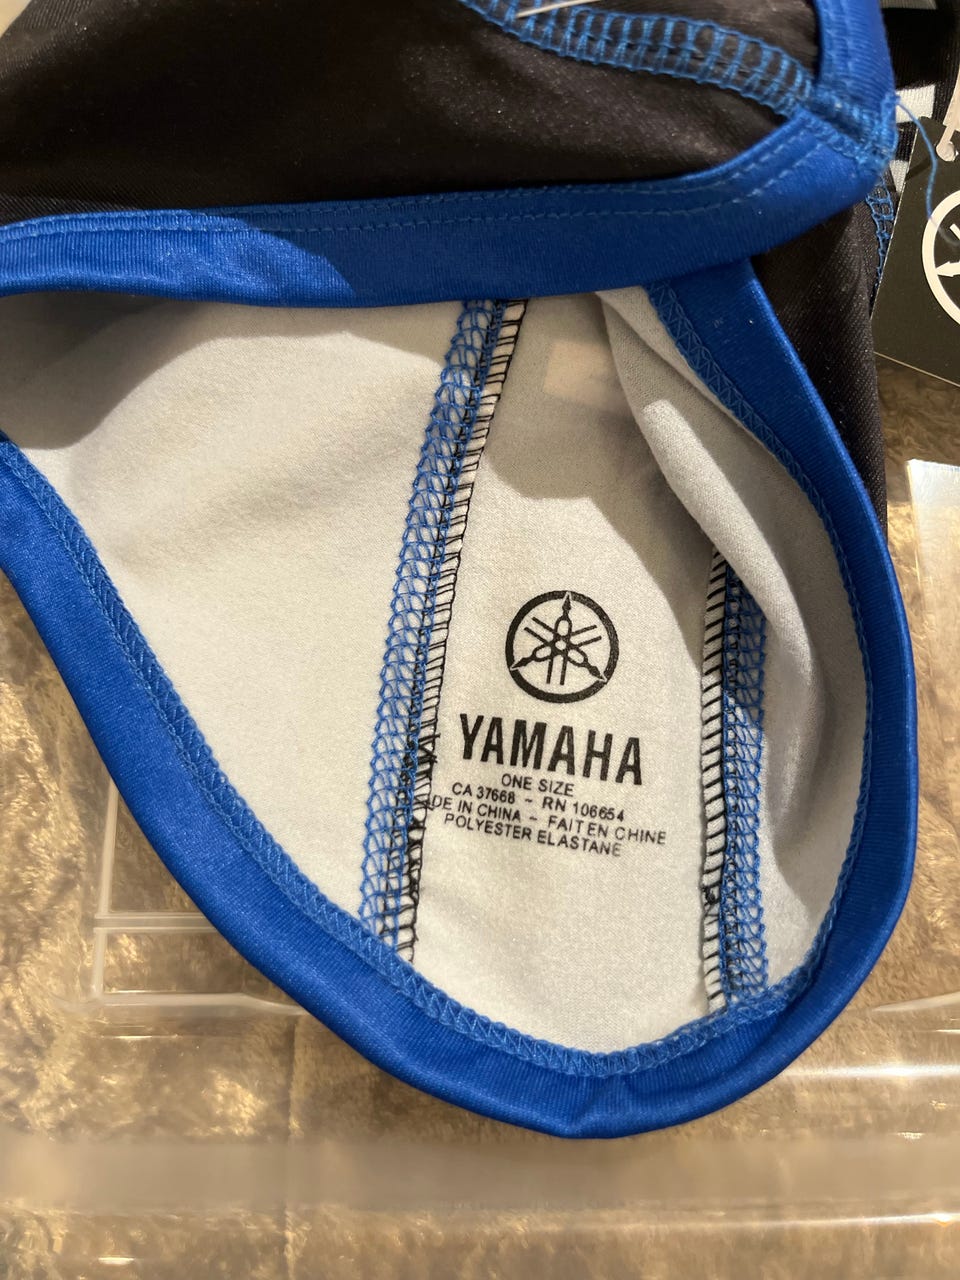 YAMAHA
ONE SIZE
CA 37668 ~ RN 106654
DE IN CHINA ~ FAIT EN CHINE
POLYESTER ELASTANE